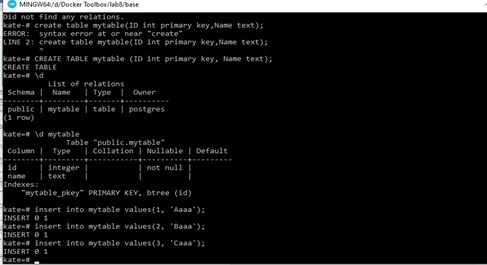 MINGW64:/d/Docker Toolbox/lab8/base
Did not find any relations.
kate-# create table mytable(ID int primary key,Name text);
ERROR:  syntax error at or near "create"
LINE 2: create table mytable(ID int primary key,Name text);
        ^
kate=# CREATE TABLE mytable (ID int primary key, Name text);
CREATE TABLE
kate=# \d
          List of relations
 Schema |  Name   | Type  |  Owner
--------+---------+-------+----------
 public | mytable | table | postgres
(1 row)

kate=# \d mytable
              Table "public.mytable"
 Column |  Type   | Collation | Nullable | Default
--------+---------+-----------+----------+---------
 id     | integer |           | not null |
 name   | text    |           |          |
Indexes:
    "mytable_pkey" PRIMARY KEY, btree (id)

kate=# insert into mytable values(1, 'Aaaa');
INSERT 0 1
kate=# insert into mytable values(2, 'Baaa');
INSERT 0 1
kate=# insert into mytable values(3, 'Caaa');
INSERT 0 1
kate=#